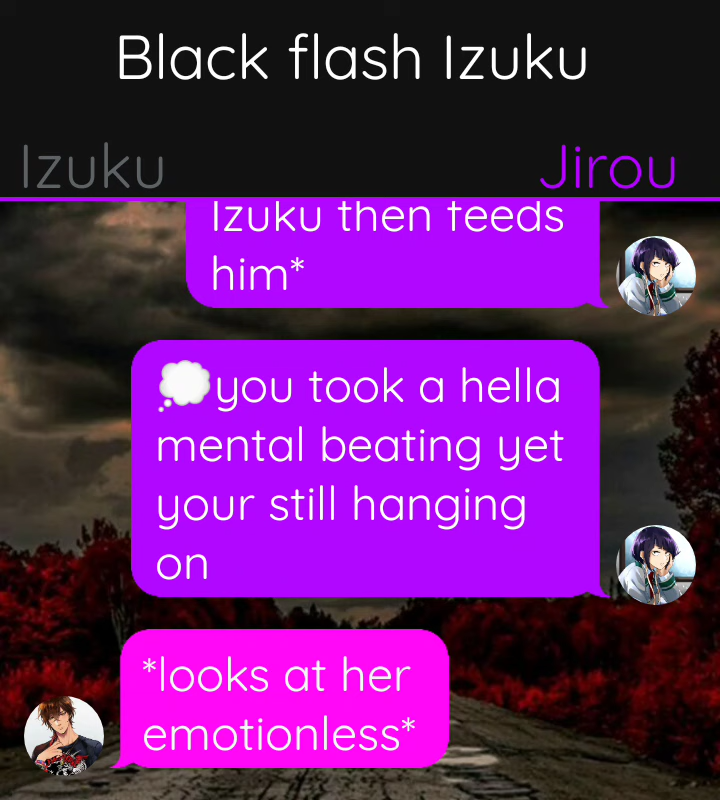 Black flash Izuku
Izuku
Jirou
Izuku then feeds
him*
💭you took a hella
mental beating yet
your still hanging
on
*looks at her
emotionless*